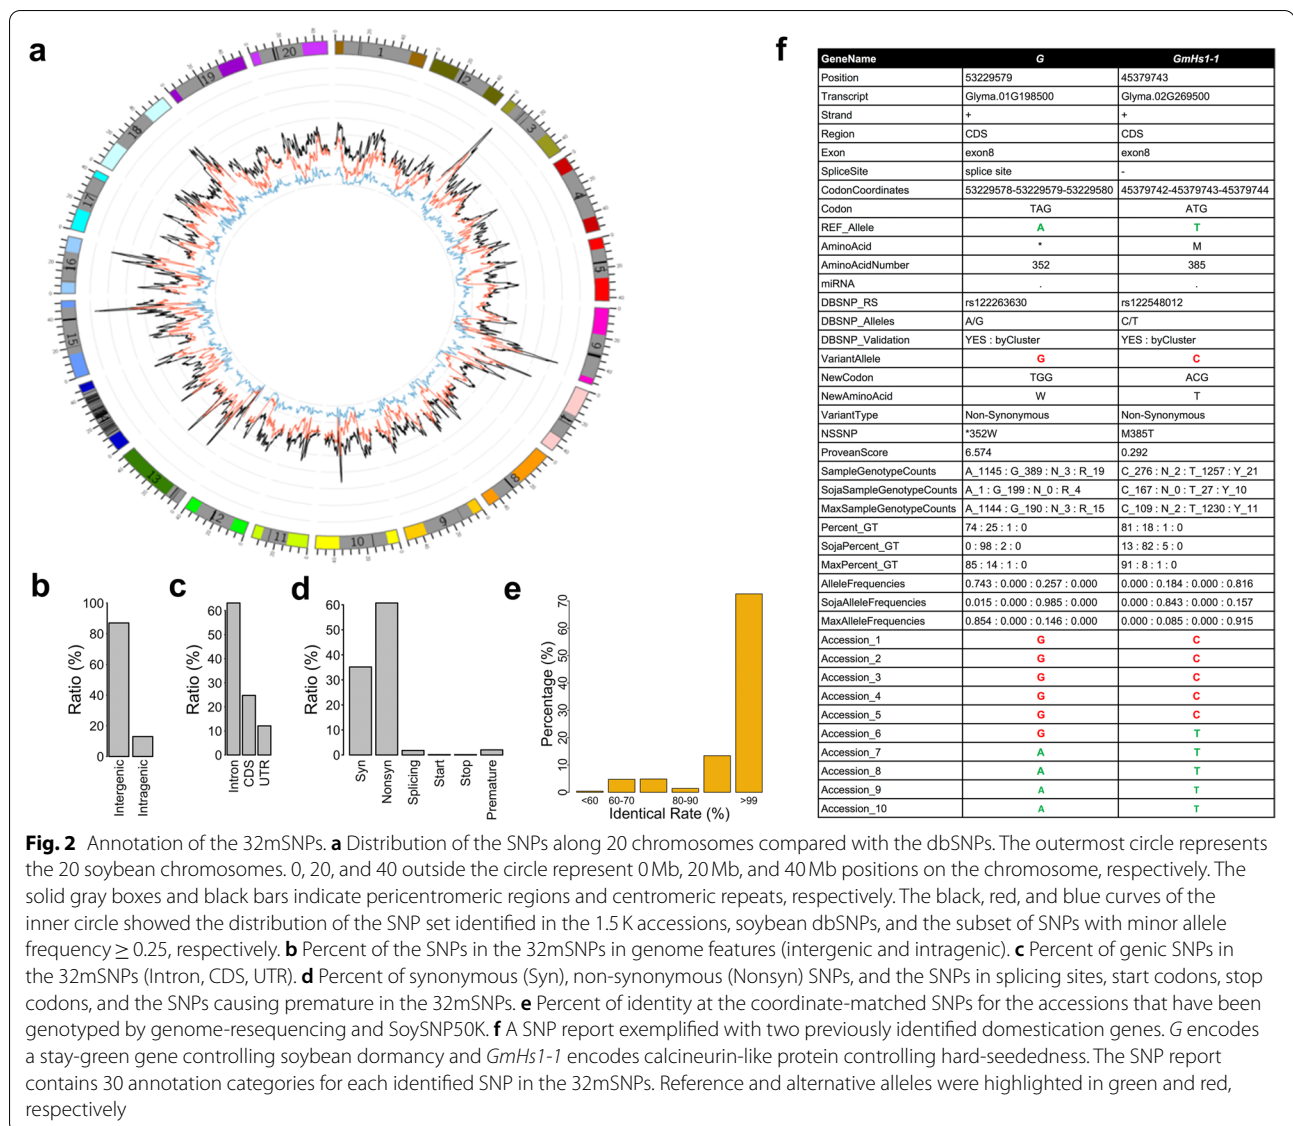 a
1
2
3
4
5
6
7
8
9
10
11
12
13
15
16
17
18
19
20
b
Ratio (%)
100
80
60
40
20
0
Intergenic
Intragenic
c
Ratio (%)
60
50
40
30
20
10
0
Intron
CDS
UTR
d
Ratio (%)
60
50
40
30
20
10
0
Syn
Nonsyn
Splicing
Start
Stop
Premature
e
Percentage (%)
70
60
50
40
30
20
10
0
<60 60-70 80-90 >99
Identical Rate (%)
f
GeneName G GmHs1-1
Position 53229579 45379743
Transcript Glyma.01G198500 Glyma.02G269500
Strand + +
Region CDS CDS
Exon exon8 exon8
SpliceSite splice site -
CodonCoordinates 53229578-53229579-53229580 45379742-45379743-45379744
Codon TAG ATG
REF_Allele A T
AminoAcid * M
AminoAcidNumber 352 385
miRNA . .
DBSNP_RS rs122263630 rs122548012
DBSNP_Alleles A/G C/T
DBSNP_Validation YES : byCluster YES : byCluster
VariantAllele G C
NewCodon TGG ACG
NewAminoAcid W T
VariantType Non-Synonymous Non-Synonymous
NSSNP *352W M385T
ProveanScore 6.574 0.292
SampleGenotypeCounts A_1145 : G_389 : N_3 : R_19 C_276 : N_2 : T_1257 : Y_21
SojaSampleGenotypeCounts A_1 : G_199 : N_0 : R_4 C_167 : N_0 : T_27 : Y_10
MaxSampleGenotypeCounts A_1144 : G_190 : N_3 : R_15 C_109 : N_2 : T_1230 : Y_11
Percent_GT 74 : 25 : 1 : 0 81 : 18 : 1 : 0
SojaPercent_GT 0 : 98 : 2 : 0 13 : 82 : 5 : 0
MaxPercent_GT 85 : 14 : 1 : 0 91 : 8 : 1 : 0
AlleleFrequencies 0.743 : 0.000 : 0.257 : 0.000 0.000 : 0.184 : 0.000 : 0.816
SojaAlleleFrequencies 0.015 : 0.000 : 0.985 : 0.000 0.000 : 0.843 : 0.000 : 0.157
MaxAlleleFrequencies 0.854 : 0.000 : 0.146 : 0.000 0.000 : 0.085 : 0.000 : 0.915
Accession_1 G C
Accession_2 G C
Accession_3 G C
Accession_4 G C
Accession_5 G C
Accession_6 G T
Accession_7 A T
Accession_8 A T
Accession_9 A T
Accession_10 A T
Fig. 2 Annotation of the 32mSNPs. a Distribution of the SNPs along 20 chromosomes compared with the dbSNPs. The outermost circle represents
the 20 soybean chromosomes. 0, 20, and 40 outside the circle represent 0 Mb, 20 Mb, and 40 Mb positions on the chromosome, respectively. The
solid gray boxes and black bars indicate pericentromeric regions and centromeric repeats, respectively. The black, red, and blue curves of the
inner circle showed the distribution of the SNP set identified in the 1.5 K accessions, soybean dbSNPs, and the subset of SNPs with minor allele
frequency ≥ 0.25, respectively. b Percent of the SNPs in the 32mSNPs in genome features (intergenic and intragenic). c Percent of genic SNPs in
the 32mSNPs (Intron, CDS, UTR). d Percent of synonymous (Syn), non-synonymous (Nonsyn) SNPs, and the SNPs in splicing sites, start codons, stop
codons, and the SNPs causing premature in the 32mSNPs. e Percent of identity at the coordinate-matched SNPs for the accessions that have been
genotyped by genome-resequencing and SoySNP50K. f A SNP report exemplified with two previously identified domestication genes. G encodes
a stay-green gene controlling soybean dormancy and GmHs1-1 encodes calcineurin-like protein controlling hard-seededness. The SNP report
contains 30 annotation categories for each identified SNP in the 32mSNPs. Reference and alternative alleles were highlighted in green and red,
respectively